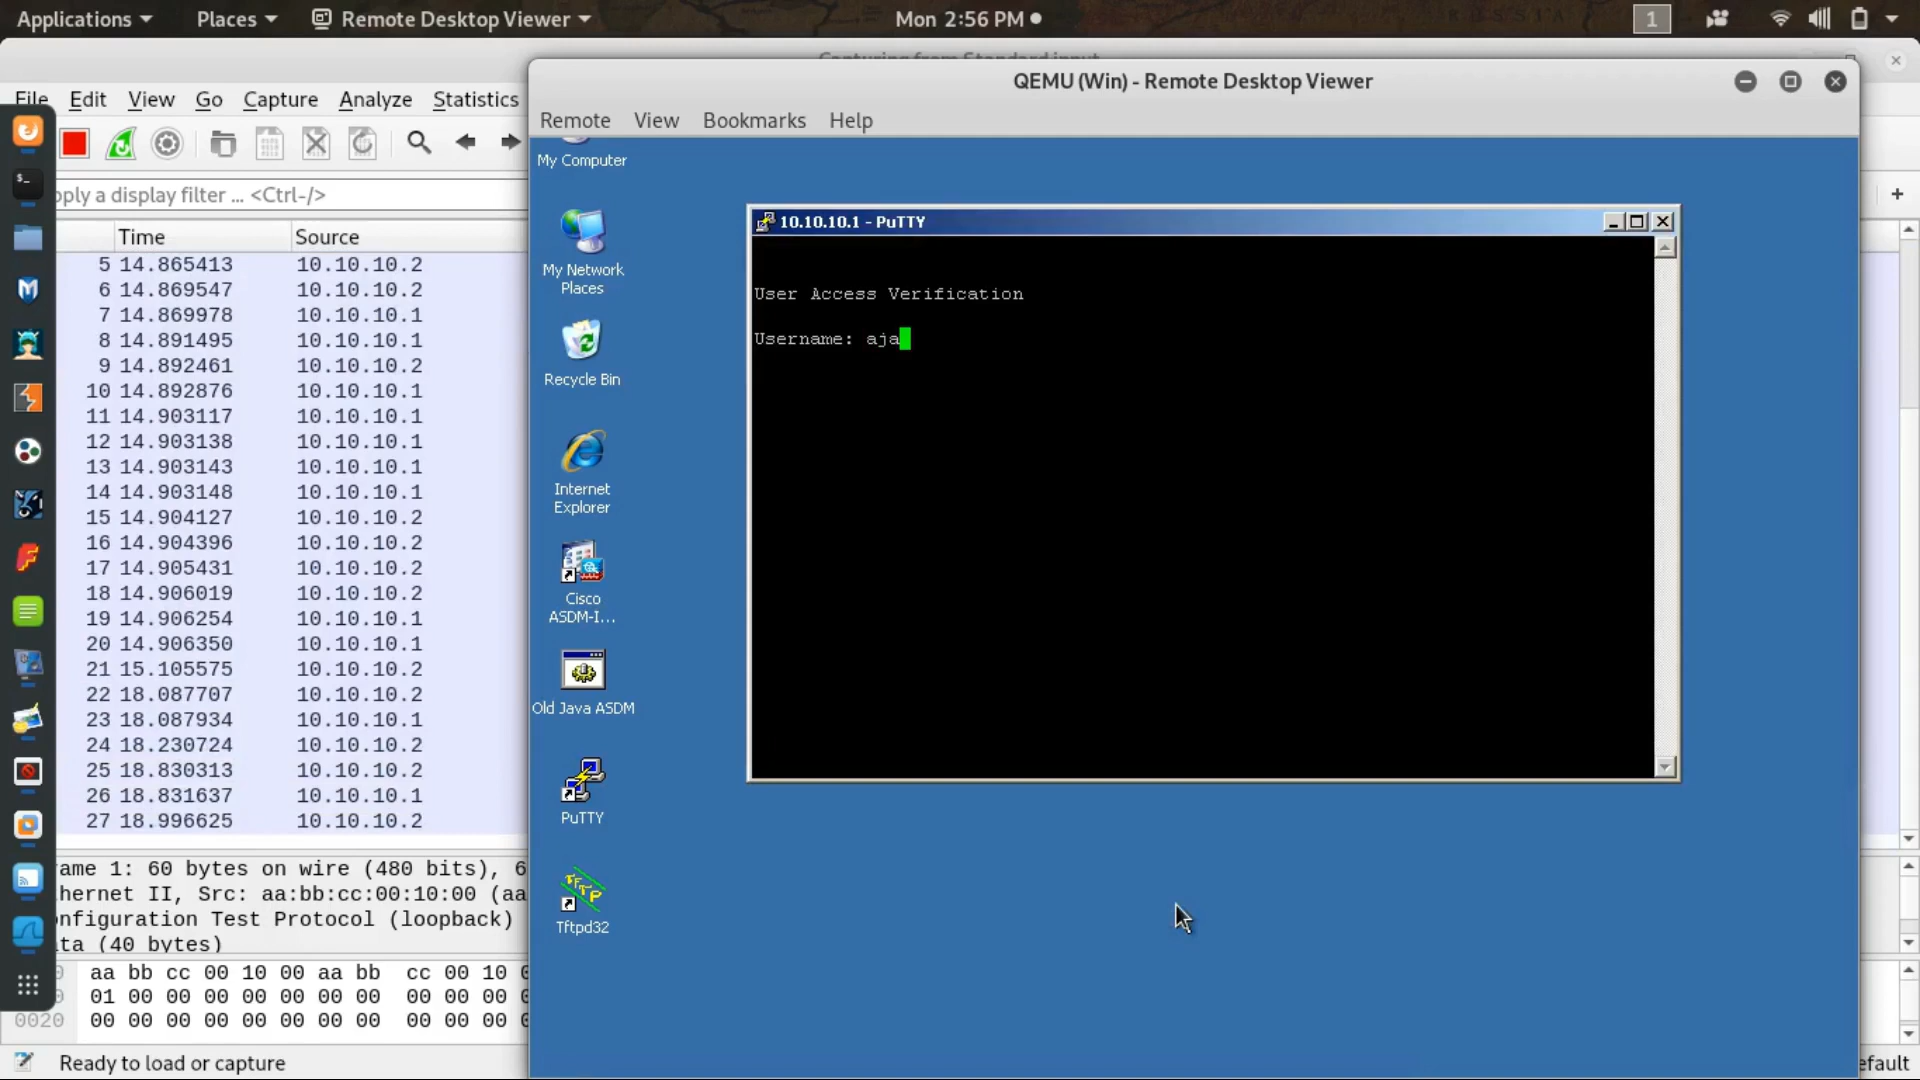 Applications
Places
Remote Desktop Viewer
Mon 2:56 PM
1
File Edit View Go Capture Analyze Statistics
QEMU (Win) - Remote Desktop Viewer
Remote View Bookmarks Help
pply a display filter ... <Ctrl-/>
+
Time Source
5 14.865413 10.10.10.2
6 14.869547 10.10.10.2
7 14.869978 10.10.10.1
8 14.891495 10.10.10.1
9 14.892461 10.10.10.2
10 14.892876 10.10.10.1
11 14.903117 10.10.10.1
12 14.903138 10.10.10.1
13 14.903143 10.10.10.1
14 14.903148 10.10.10.1
15 14.904127 10.10.10.2
16 14.904396 10.10.10.2
17 14.905431 10.10.10.2
18 14.906019 10.10.10.2
19 14.906254 10.10.10.1
20 14.906350 10.10.10.1
21 15.105575 10.10.10.2
22 18.087707 10.10.10.2
23 18.087934 10.10.10.1
24 18.230724 10.10.10.2
25 18.830313 10.10.10.2
26 18.831637 10.10.10.1
27 18.996625 10.10.10.2
ame 1: 60 bytes on wire (480 bits), 6
hernet II, Src: aa:bb:cc:00:10:00 (aa
onfiguration Test Protocol (loopback)
ata (40 bytes)
aa bb cc 00 10 00 aa bb cc 00 10 0
01 00 00 00 00 00 00 00 00 00 00 0
0020 00 00 00 00 00 00 00 00 00 00 00 0
Ready to load or capture
efault
My Computer
My Network
Places
Recycle Bin
Internet
Explorer
Cisco
ASDM-I...
Old Java ASDM
PuTTY
Tftpd32
10.10.10.1 - PuTTY
User Access Verification
Username: aja